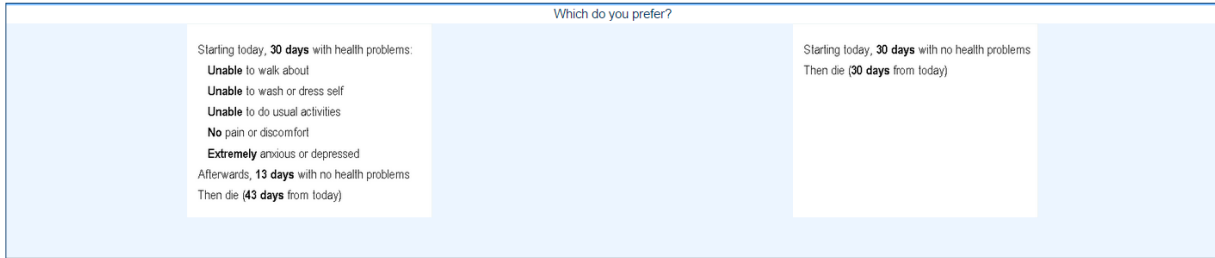 Which do you prefer?
Starting today, 30 days with health problems:
Unable to walk about
Unable to wash or dress self
Unable to do usual activities
No pain or discomfort
Extremely anxious or depressed
Afterwards, 13 days with no health problems
Then die (43 days from today)
Starting today, 30 days with no health problems
Then die (30 days from today)